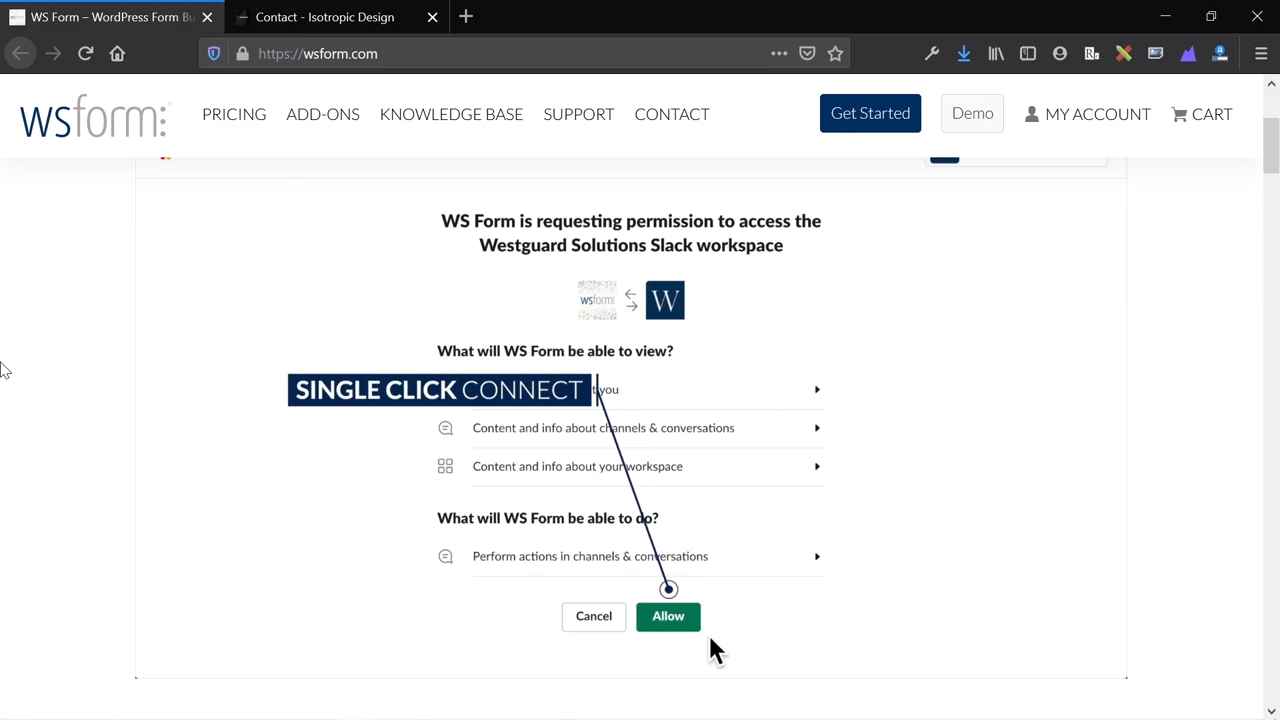 WS Form – WordPress Form Bu
Contact - Isotropic Design
https://wsform.com
wsform
PRICING
ADD-ONS
KNOWLEDGE BASE
SUPPORT
CONTACT
Get Started
Demo
MY ACCOUNT
CART
WS Form is requesting permission to access the
Westguard Solutions Slack workspace
wsform
W
What will WS Form be able to view?
SINGLE CLICK CONNECT
you
Content and info about channels & conversations
Content and info about your workspace
What will WS Form be able to do?
Perform actions in channels & conversations
Cancel
Allow